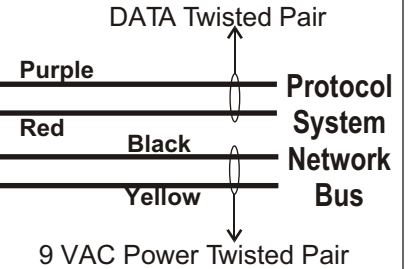 DATA Twisted Pair
Purple
Red
Black
Yellow
Protocol
System
Network
Bus
9 VAC Power Twisted Pair